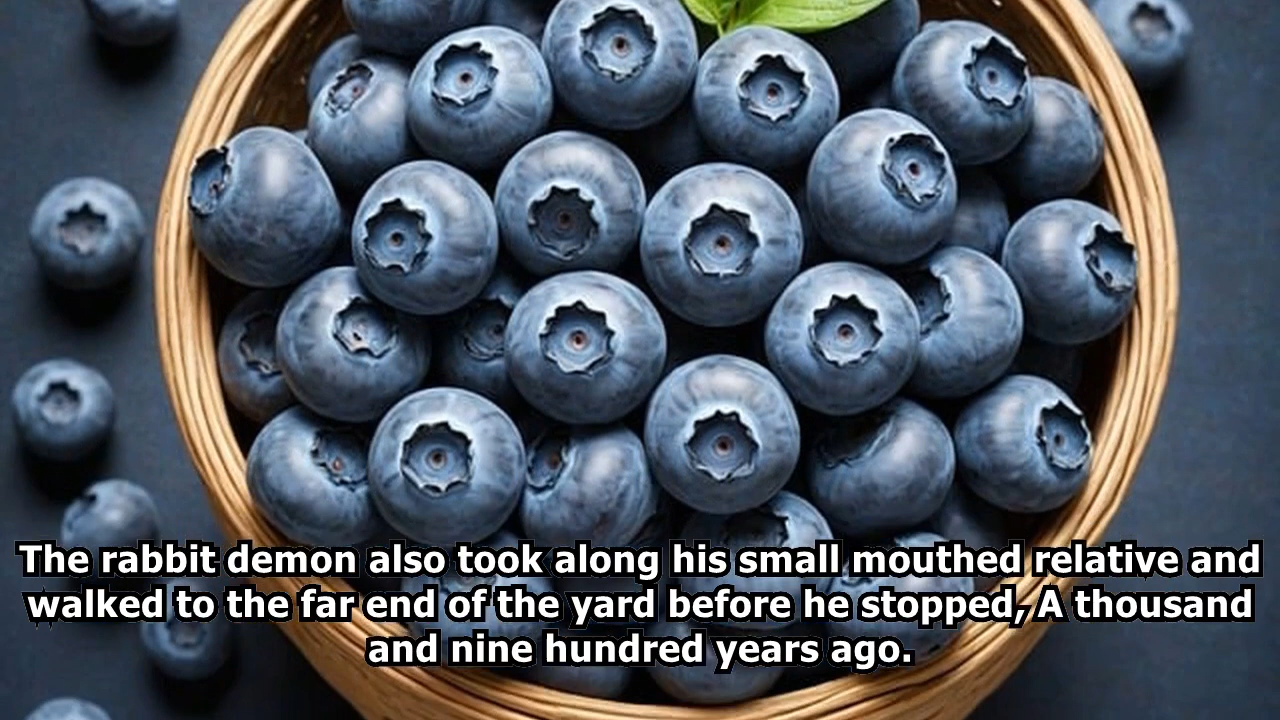 The rabbit demon also took along his small mouthed relative and
walked to the far end of the yard before he stopped, A thousand
and nine hundred years ago.